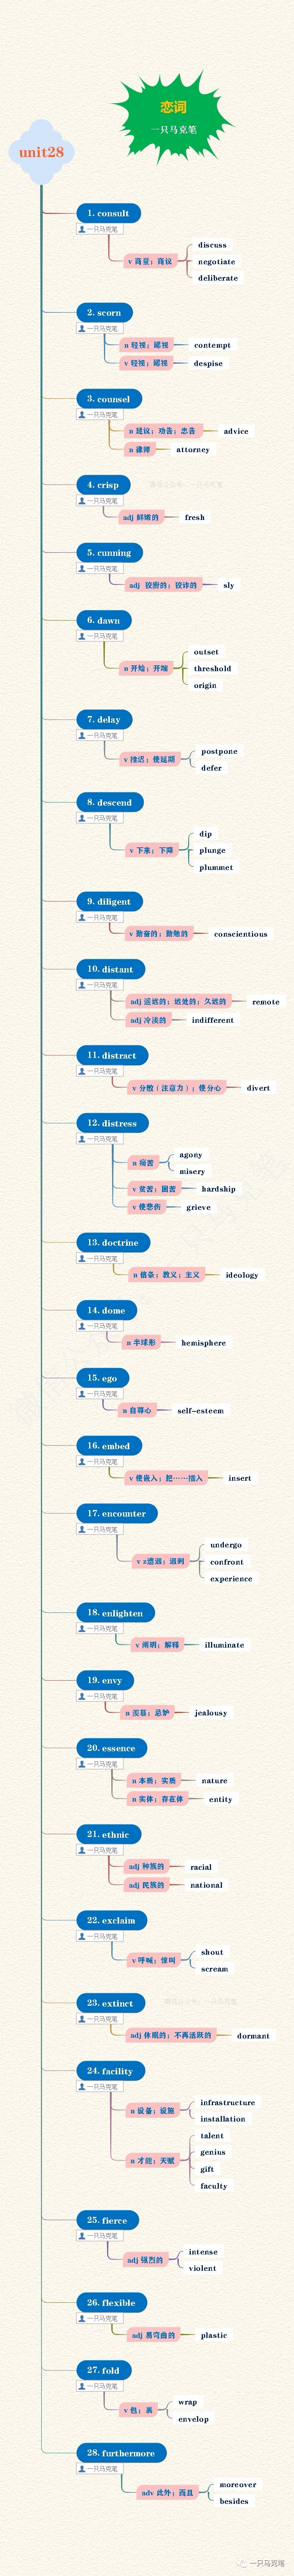 恋词
一只马克笔
unit28
1. consult
一只马克笔
v 商量；商议
discuss
negotiate
deliberate
2. scorn
一只马克笔
n 轻视；鄙视
contempt
v 轻视；鄙视
despise
3. counsel
一只马克笔
n 建议；劝告；忠告
advice
n 律师
attorney
4. crisp
一只马克笔
adj 鲜嫩的
fresh
5. cunning
一只马克笔
adj 狡猾的；狡诈的
sly
6. dawn
一只马克笔
n 开始；开端
outset
threshold
origin
7. delay
一只马克笔
v 推迟；使延期
postpone
defer
8. descend
一只马克笔
v 下来；下降
dip
plunge
plummet
9. diligent
一只马克笔
v 勤奋的；勤勉的
conscientious
10. distant
一只马克笔
adj 遥远的；远处的；久远的
remote
adj 冷淡的
indifferent
11. distract
一只马克笔
v 分散（注意力）；使分心
divert
12. distress
一只马克笔
n 痛苦
agony
misery
v 贫苦；困苦
hardship
v 使悲伤
grieve
13. doctrine
一只马克笔
n 信条；教义；主义
ideology
14. dome
一只马克笔
n 半球形
hemisphere
15. ego
一只马克笔
n 自尊心
self-esteem
16. embed
一只马克笔
v 使嵌入；把……插入
insert
17. encounter
一只马克笔
v z遭遇；遇到
undergo
confront
experience
18. enlighten
一只马克笔
v 阐明；解释
illuminate
19. envy
一只马克笔
n 羡慕；忌妒
jealousy
20. essence
一只马克笔
n 本质；实质
nature
n 实体；存在体
entity
21. ethnic
一只马克笔
adj 种族的
racial
adj 民族的
national
22. exclaim
一只马克笔
v 呼喊；惊叫
shout
scream
23. extinct
一只马克笔
adj 休眠的；不再活跃的
dormant
24. facility
一只马克笔
n 设备；设施
infrastructure
installation
n 才能；天赋
talent
genius
gift
faculty
25. fierce
一只马克笔
adj 强烈的
intense
violent
26. flexible
一只马克笔
adj 易弯曲的
plastic
27. fold
一只马克笔
v 包；裹
wrap
envelop
28. furthermore
一只马克笔
adv 此外；而且
moreover
besides
一只马克笔